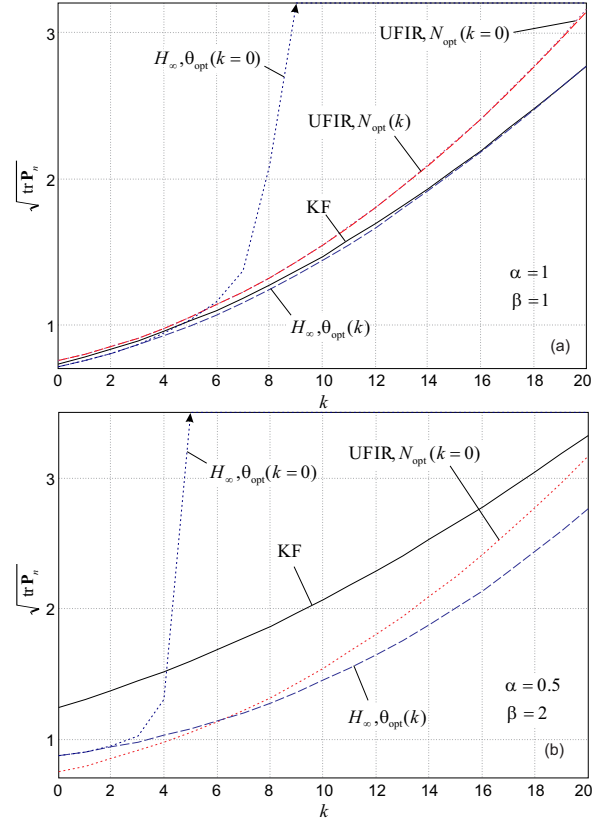 3
2
1
√tr P_n
H∞,θopt(k=0)
UFIR,Nopt(k=0)
UFIR,Nopt(k)
KF
H∞,θopt(k)
α=1
β=1
(a)
0 2 4 6 8 10 12 14 16 18 20
k
3
2
1
√tr P_n
H∞,θopt(k=0)
UFIR,Nopt(k=0)
KF
H∞,θopt(k)
α=0.5
β=2
(b)
0 2 4 6 8 10 12 14 16 18 20
k